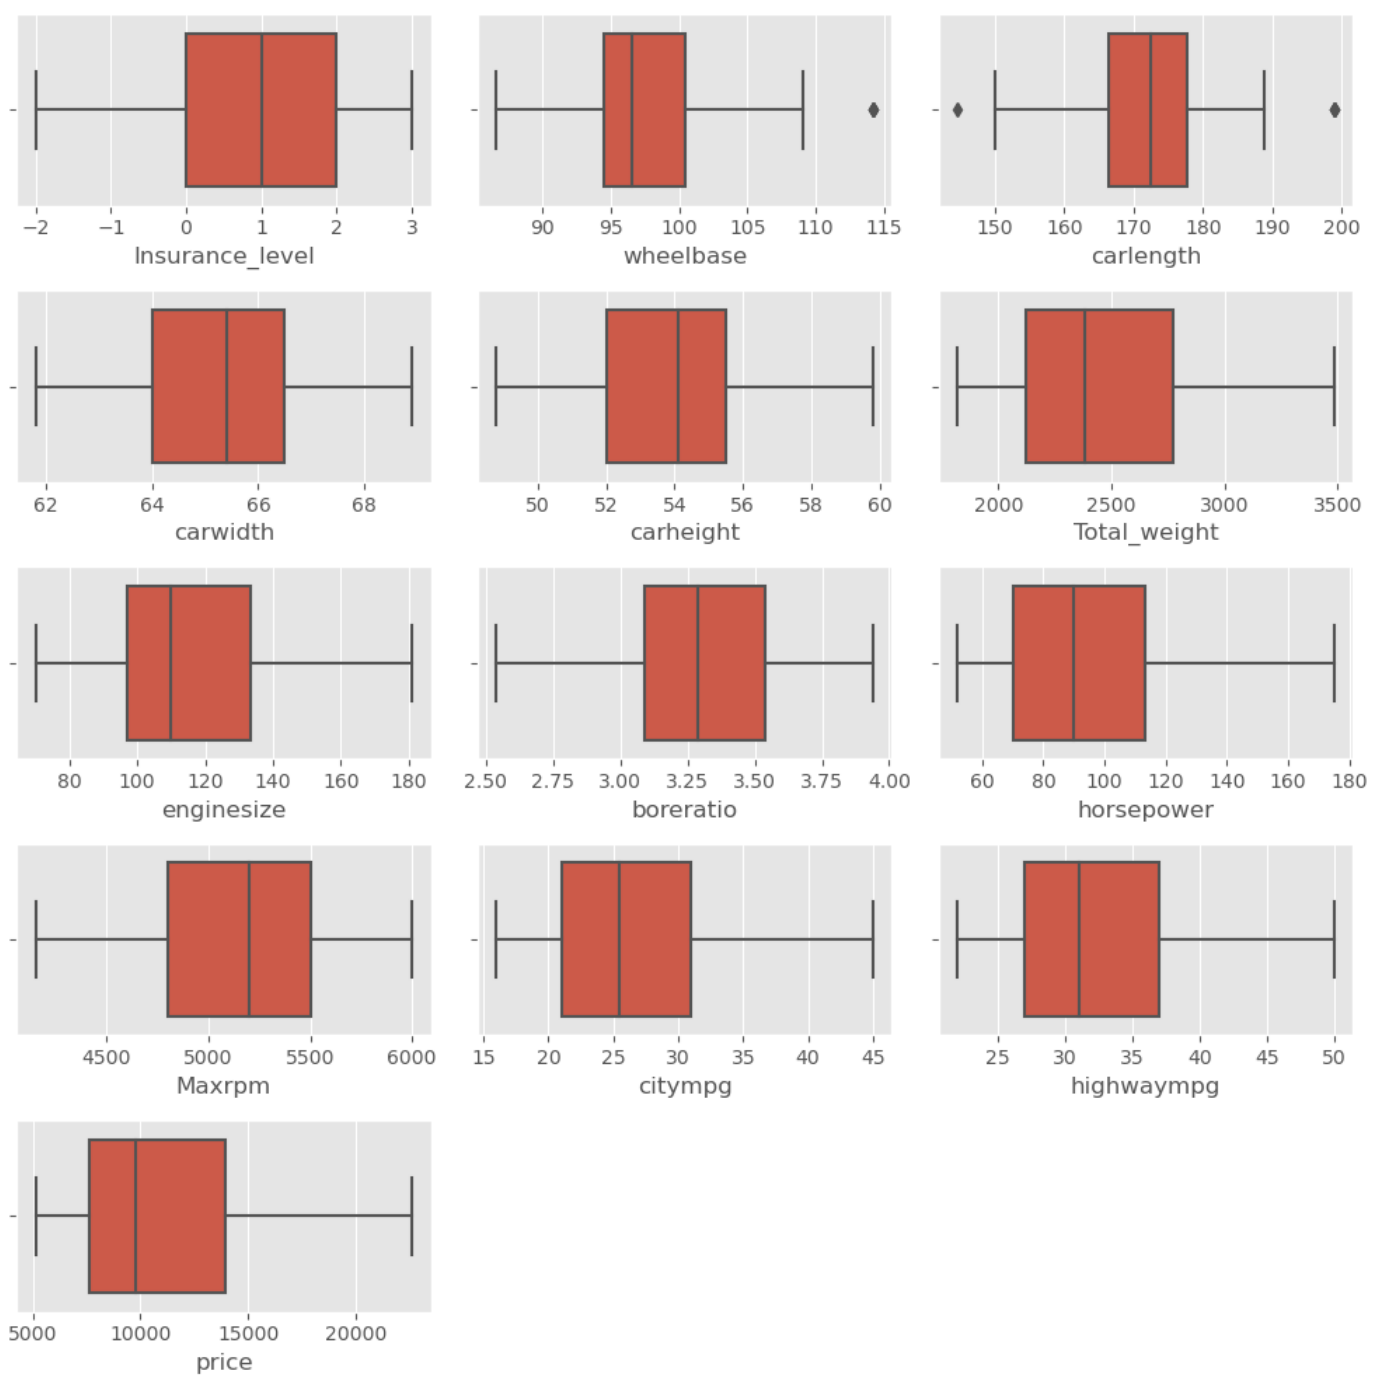 −2 −1 0 1 2 3
Insurance_level
90 95 100 105 110 115
wheelbase
150 160 170 180 190 200
carlength
62 64 66 68
carwidth
50 52 54 56 58 60
carheight
2000 2500 3000 3500
Total_weight
80 100 120 140 160 180
enginesize
2.50 2.75 3.00 3.25 3.50 3.75 4.00
boreratio
60 80 100 120 140 160 180
horsepower
4500 5000 5500 6000
Maxrpm
15 20 25 30 35 40 45
citympg
25 30 35 40 45 50
highwaympg
5000 10000 15000 20000
price